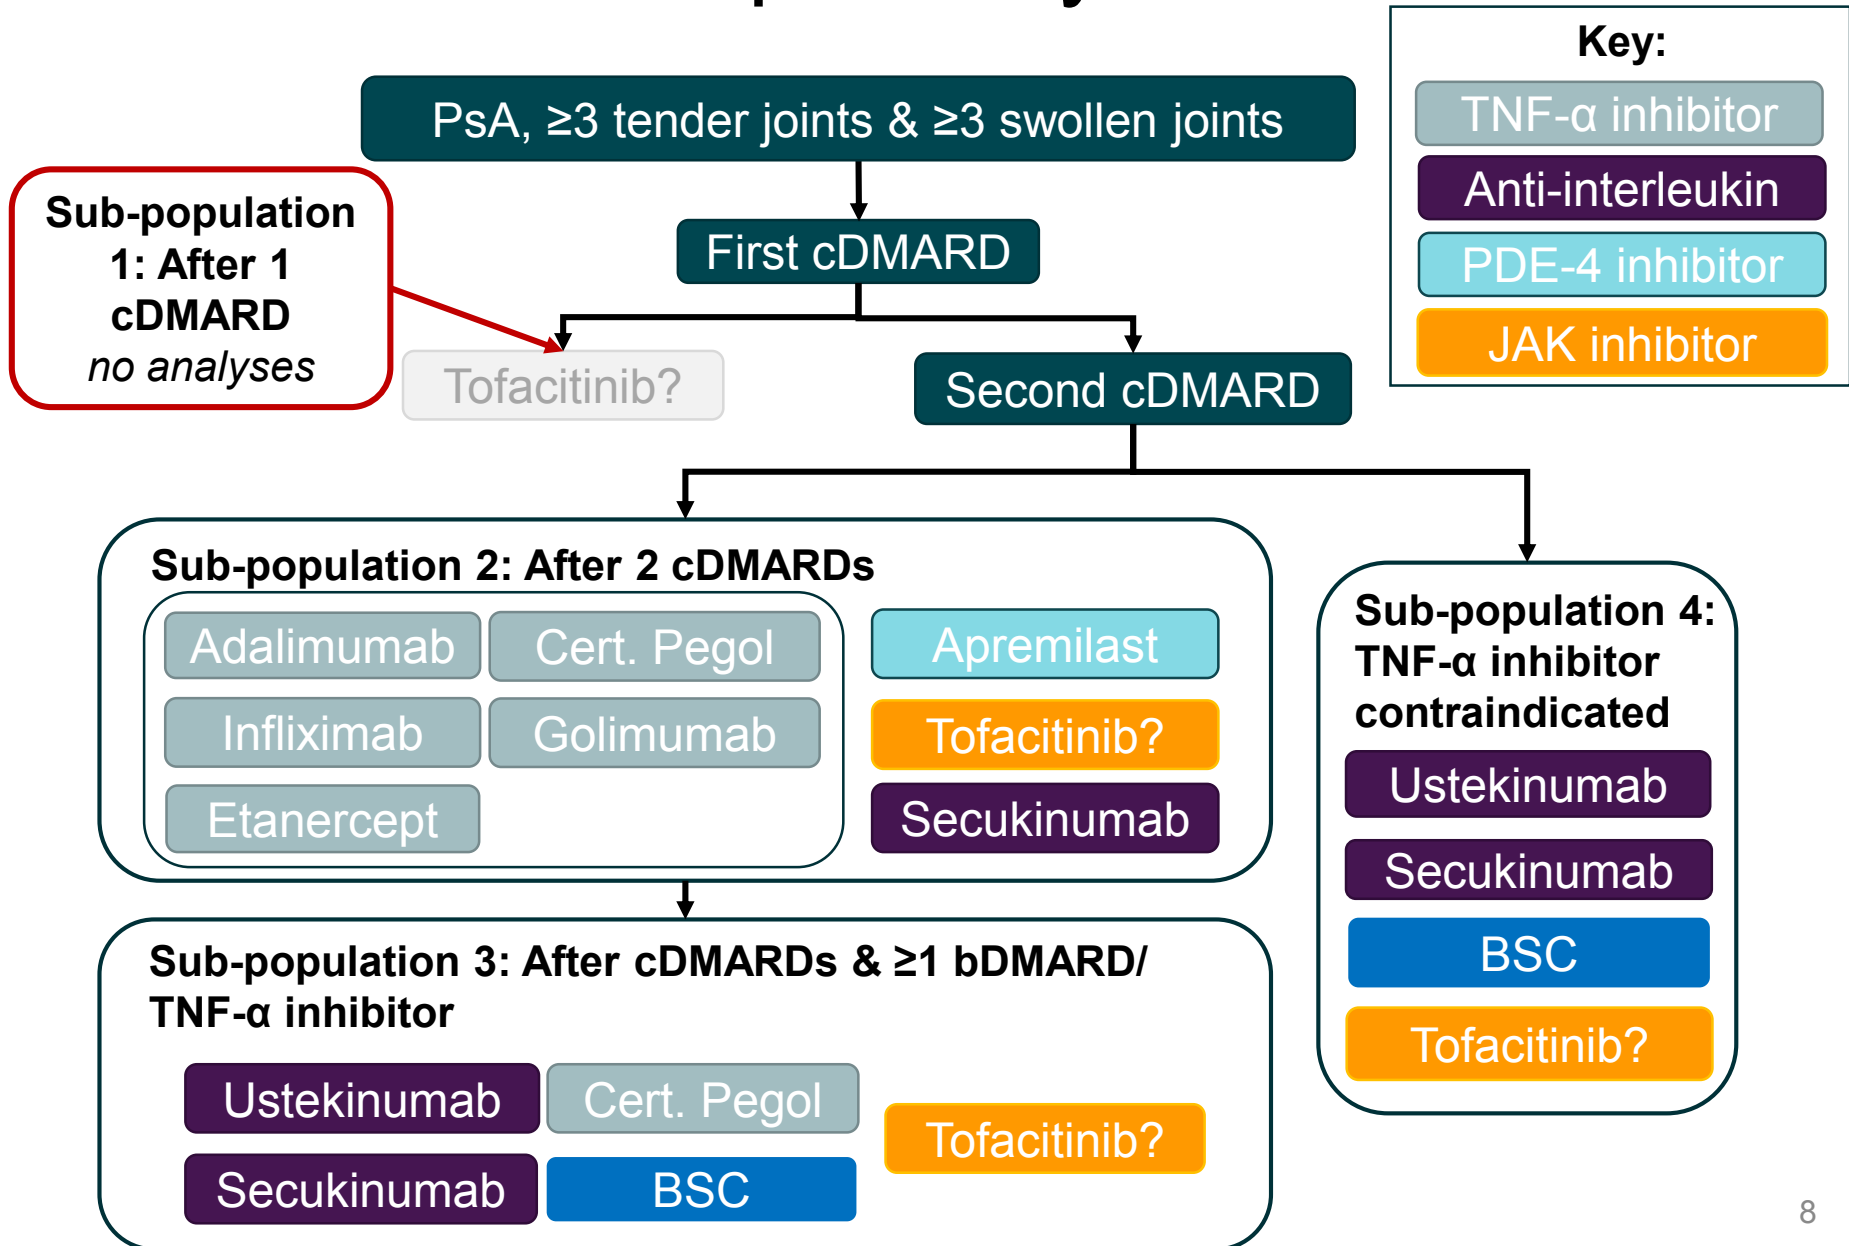 Key:
TNF-α inhibitor
Anti-interleukin
PDE-4 inhibitor
JAK inhibitor
PsA, ≥3 tender joints & ≥3 swollen joints
First cDMARD
Sub-population
1: After 1
cDMARD
no analyses
Tofacitinib?
Second cDMARD
Sub-population 2: After 2 cDMARDs
Adalimumab
Cert. Pegol
Infliximab
Golimumab
Etanercept
Apremilast
Tofacitinib?
Secukinumab
Sub-population 4:
TNF-α inhibitor
contraindicated
Ustekinumab
Secukinumab
BSC
Tofacitinib?
Sub-population 3: After cDMARDs & ≥1 bDMARD/
TNF-α inhibitor
Ustekinumab
Cert. Pegol
Secukinumab
BSC
Tofacitinib?
8